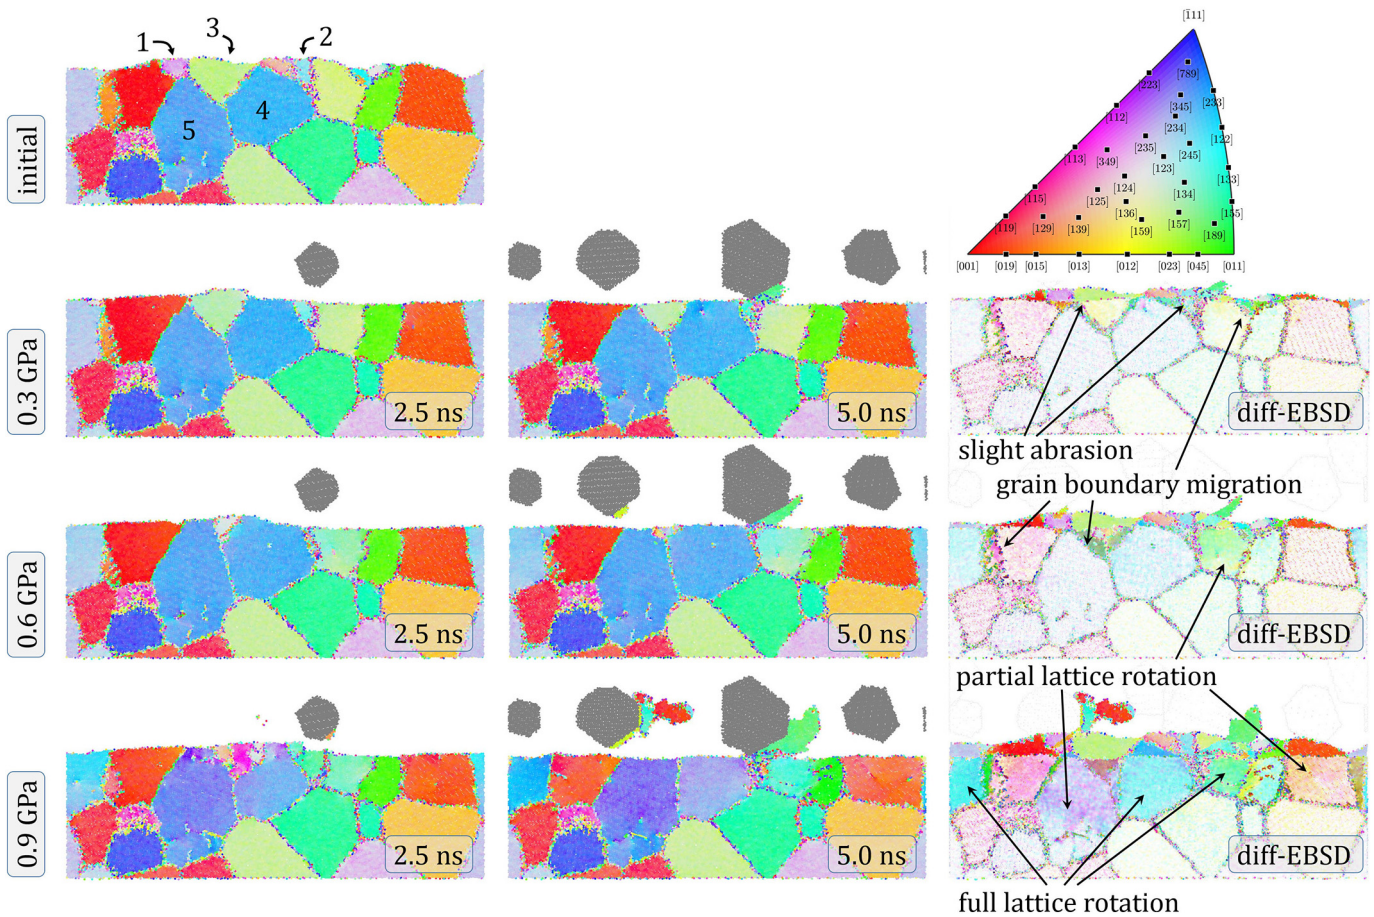 1
3
2
4
5
initial
[1̄11]
[789]
[223]
[345]
[233]
[112]
[234]
[122]
[235]
[245]
[113]
[349]
[123]
[133]
[115]
[124]
[134]
[125]
[136]
[155]
[119]
[129]
[139]
[159]
[157]
[189]
[001]
[019]
[015]
[013]
[012]
[023]
[045]
[011]
0.3 GPa
2.5 ns
5.0 ns
diff-EBSD
slight abrasion
grain boundary migration
0.6 GPa
2.5 ns
5.0 ns
diff-EBSD
partial lattice rotation
0.9 GPa
2.5 ns
5.0 ns
diff-EBSD
full lattice rotation